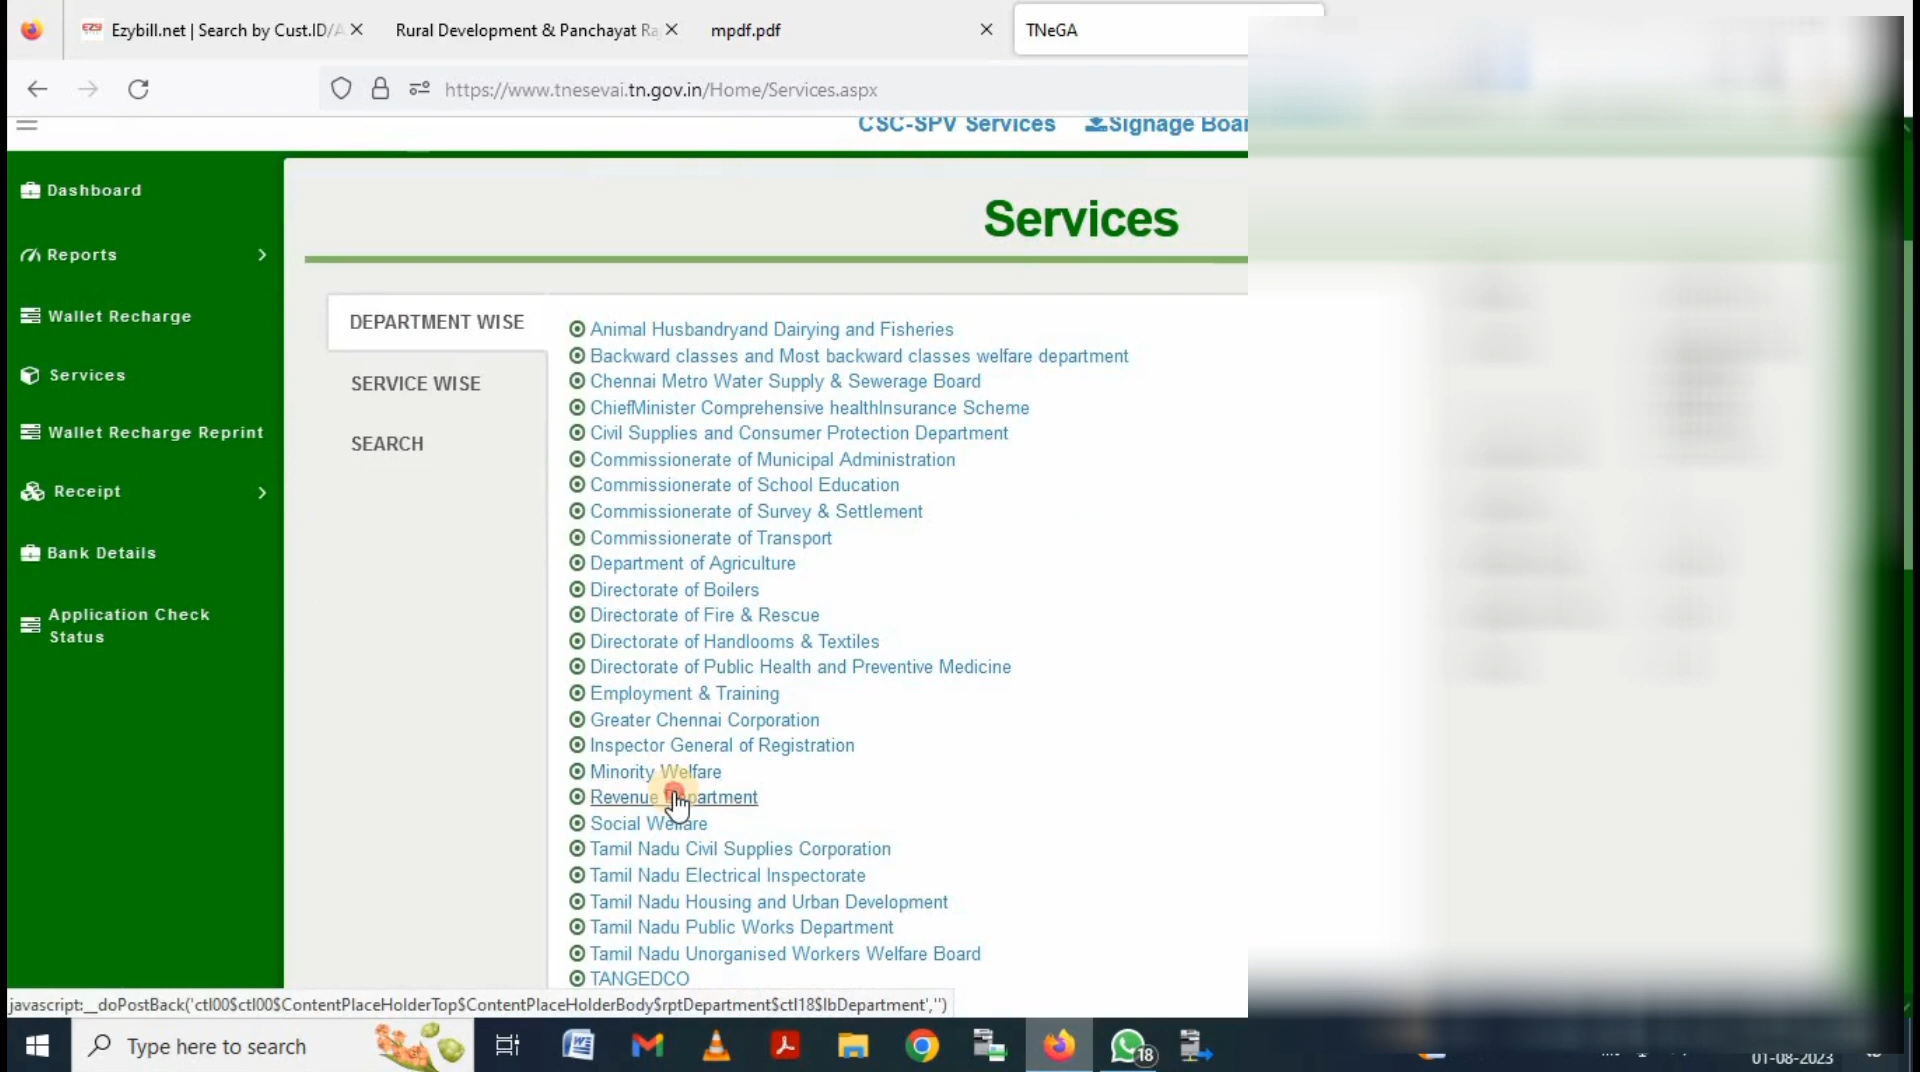 Ezybill.net | Search by Cust.ID/A
Rural Development & Panchayat Ra
mpdf.pdf
TNeGA
https://www.tnesevai.tn.gov.in/Home/Services.aspx
CSC-SPV Services
Signage Boar
Dashboard
Reports
Wallet Recharge
Services
Wallet Recharge Reprint
Receipt
Bank Details
Application Check
Status
Services
DEPARTMENT WISE
SERVICE WISE
SEARCH
Animal Husbandryand Dairying and Fisheries
Backward classes and Most backward classes welfare department
Chennai Metro Water Supply & Sewerage Board
ChiefMinister Comprehensive healthInsurance Scheme
Civil Supplies and Consumer Protection Department
Commissionerate of Municipal Administration
Commissionerate of School Education
Commissionerate of Survey & Settlement
Commissionerate of Transport
Department of Agriculture
Directorate of Boilers
Directorate of Fire & Rescue
Directorate of Handlooms & Textiles
Directorate of Public Health and Preventive Medicine
Employment & Training
Greater Chennai Corporation
Inspector General of Registration
Minority Welfare
Revenue Department
Social Welfare
Tamil Nadu Civil Supplies Corporation
Tamil Nadu Electrical Inspectorate
Tamil Nadu Housing and Urban Development
Tamil Nadu Public Works Department
Tamil Nadu Unorganised Workers Welfare Board
TANGEDCO
javascript:__doPostBack('ctl00$ctl00$ContentPlaceHolderTop$ContentPlaceHolderBody$rptDepartment$ctl18$lbDepartment','')
Type here to search
18
01-08-2023